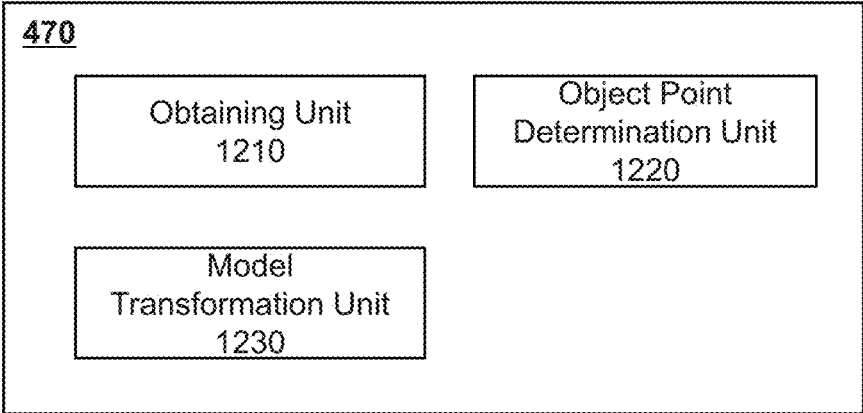 470
Obtaining Unit
1210
Object Point
Determination Unit
1220
Model
Transformation Unit
1230